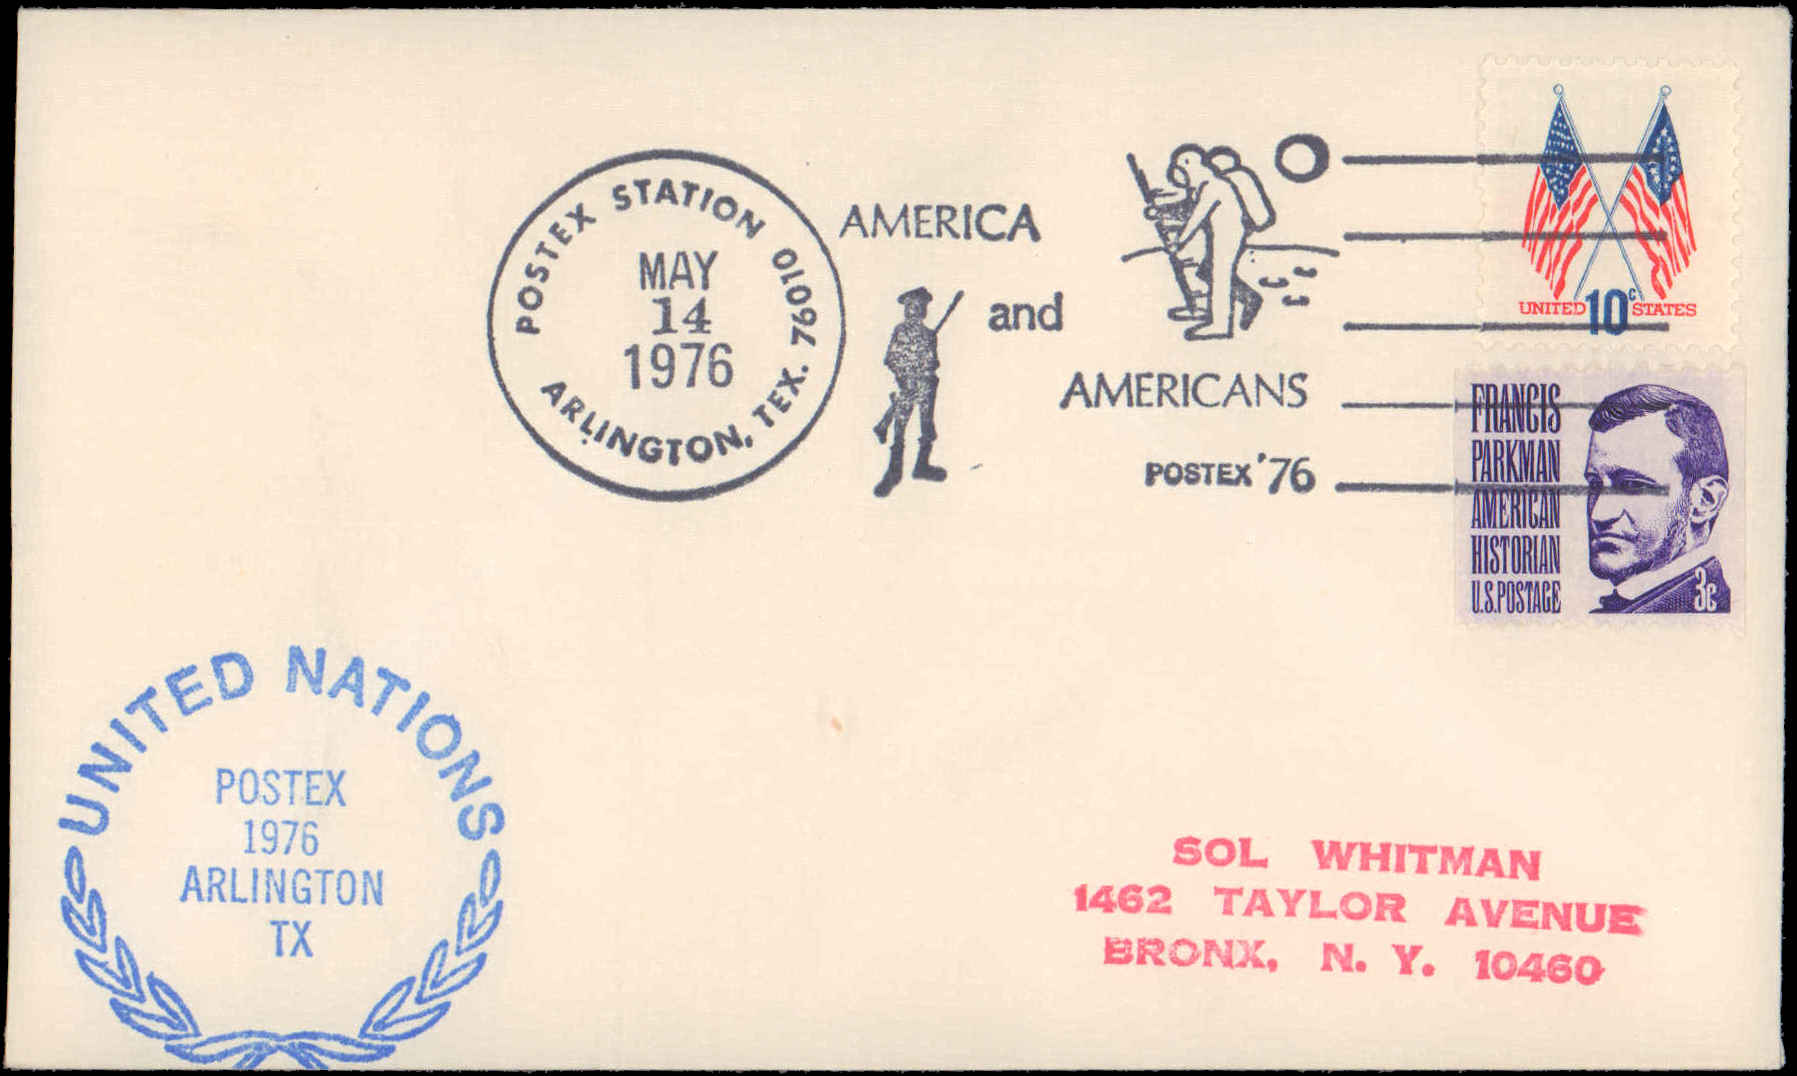 POSTEX STATION 76010
MAY
14
1976
ARLINGTON, TEX.
AMERICA
and
AMERICANS
POSTEX '76
UNITED 10c STATES
FRANCIS
PARKMAN
AMERICAN
HISTORIAN
U.S.POSTAGE
3c
UNITED NATIONS
POSTEX
1976
ARLINGTON
TX
SOL WHITMAN
1462 TAYLOR AVENUE
BRONX, N. Y. 10460